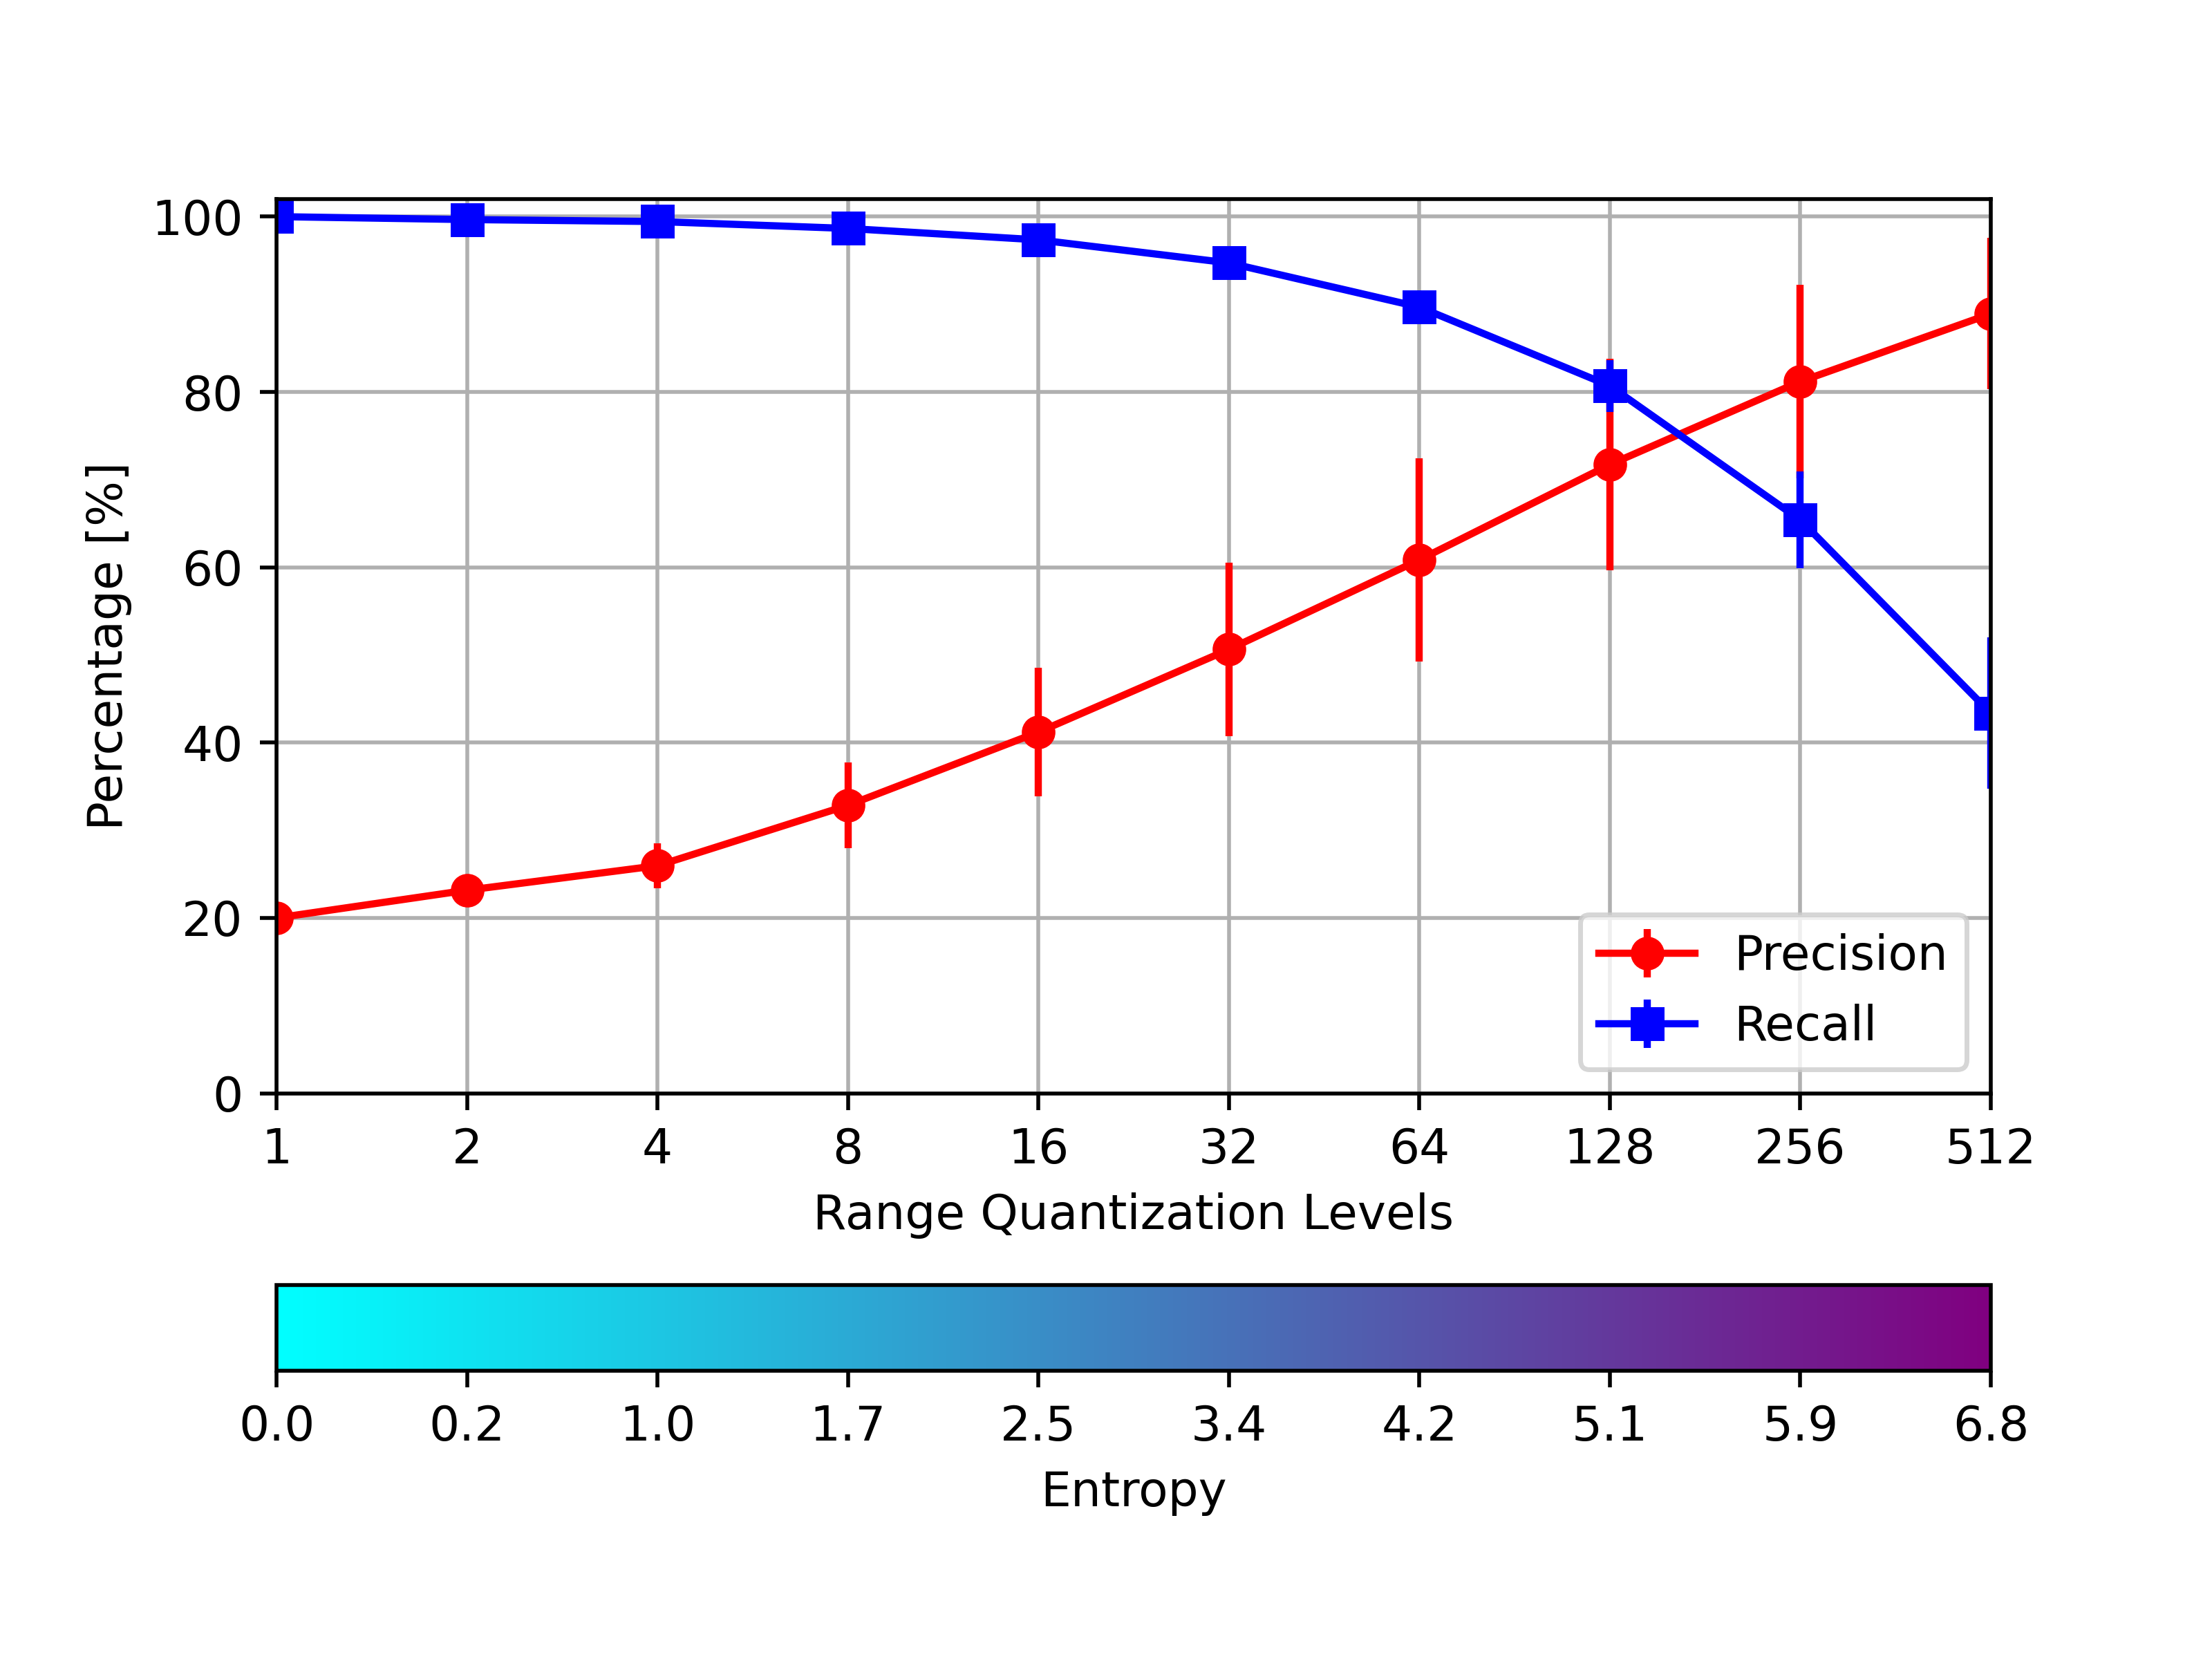 100
80
60
40
20
0
Percentage [%]
Precision
Recall
1 2 4 8 16 32 64 128 256 512
Range Quantization Levels
0.0 0.2 1.0 1.7 2.5 3.4 4.2 5.1 5.9 6.8
Entropy